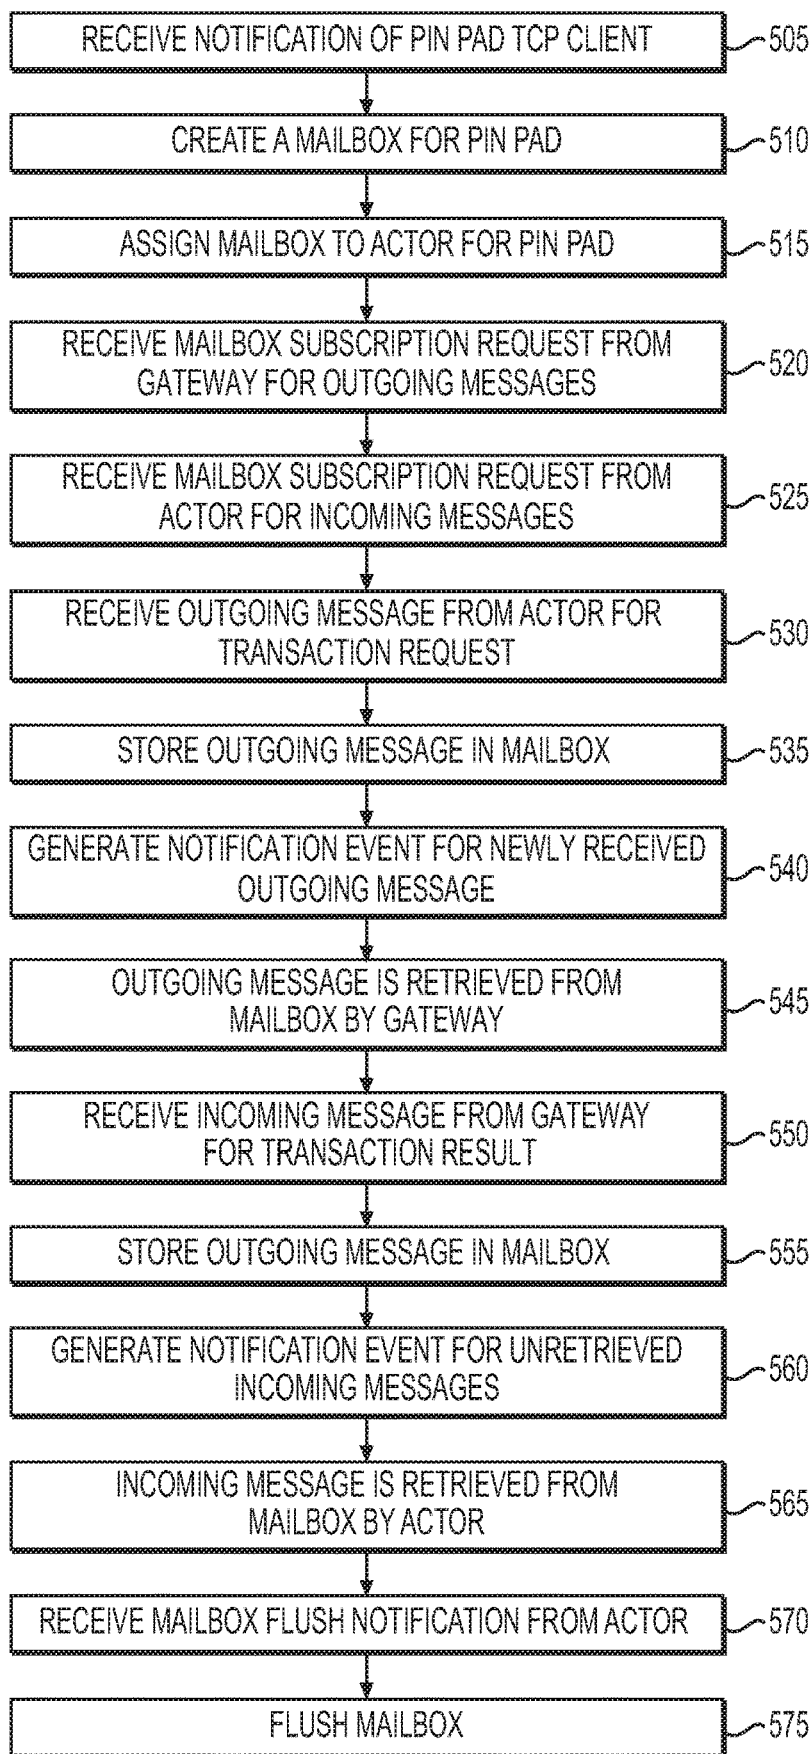 RECEIVE NOTIFICATION OF PIN PAD TCP CLIENT
505
CREATE A MAILBOX FOR PIN PAD
510
ASSIGN MAILBOX TO ACTOR FOR PIN PAD
515
RECEIVE MAILBOX SUBSCRIPTION REQUEST FROM
GATEWAY FOR OUTGOING MESSAGES
520
RECEIVE MAILBOX SUBSCRIPTION REQUEST FROM
ACTOR FOR INCOMING MESSAGES
525
RECEIVE OUTGOING MESSAGE FROM ACTOR FOR
TRANSACTION REQUEST
530
STORE OUTGOING MESSAGE IN MAILBOX
535
GENERATE NOTIFICATION EVENT FOR NEWLY RECEIVED
OUTGOING MESSAGE
540
OUTGOING MESSAGE IS RETRIEVED FROM
MAILBOX BY GATEWAY
545
RECEIVE INCOMING MESSAGE FROM GATEWAY
FOR TRANSACTION RESULT
550
STORE OUTGOING MESSAGE IN MAILBOX
555
GENERATE NOTIFICATION EVENT FOR UNRETRIEVED
INCOMING MESSAGES
560
INCOMING MESSAGE IS RETRIEVED FROM
MAILBOX BY ACTOR
565
RECEIVE MAILBOX FLUSH NOTIFICATION FROM ACTOR
570
FLUSH MAILBOX
575